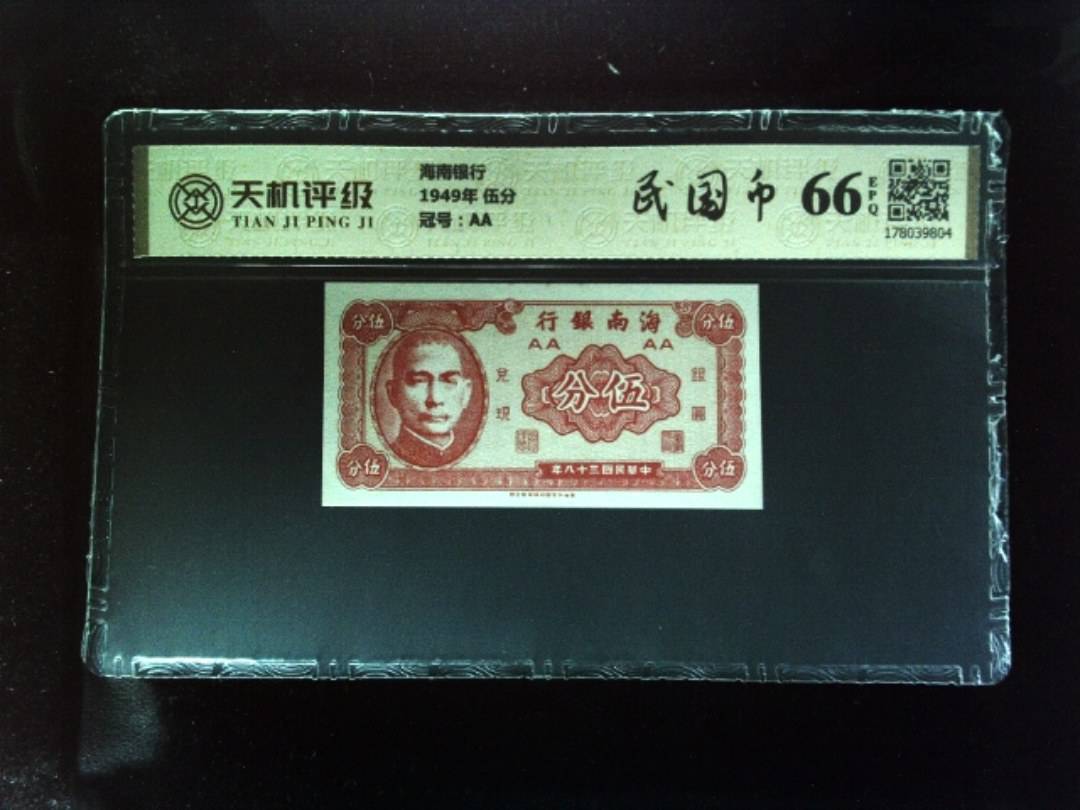 天机评级
TIAN JI PING JI
海南银行
1949年 伍分
冠号:AA
民国币 66
EPQ
178039804
分伍
行銀南海
分伍
AA AA
兑現
分伍
銀圓
分伍
年八十三國民華中
分伍